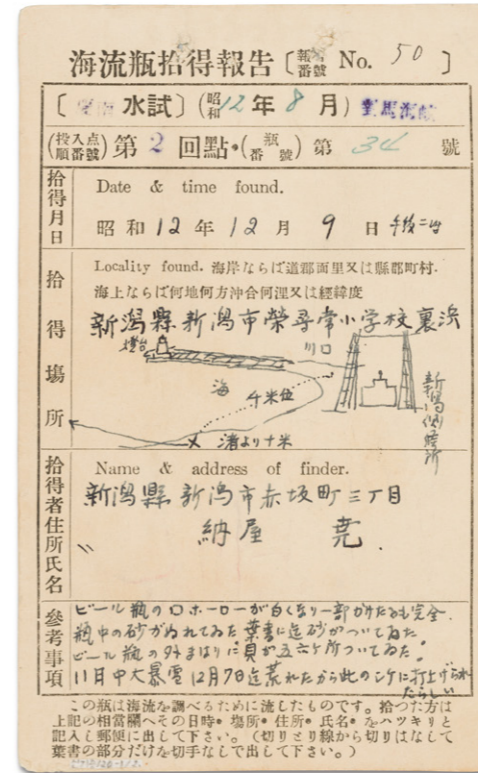 海流瓶拾得報告〔報告番號 No. 50〕
〔 水試〕(昭和12年8月) 對馬海峽
(投入点順番號)第2回點・(瓶番號)第34號
拾得月日
Date & time found.
昭和12年12月9日 午後二時
拾得場所
Locality found. 海岸ならば道郡面里又は縣郡町村.
海上ならば何地何方沖合何浬又は經緯度
新潟縣新潟市榮尋常小学校裏浜
燈台
川口
海
千米位
渚より十米
新潟
拾得者住所氏名
Name & address of finder.
新潟縣新潟市赤坂町三丁目
〃 納屋 堯.
參考事項
ビール瓶の口ホーローが白くなり一部かけたるも完全.
瓶中の砂がぬれてゐた.葉書に迄砂がついてゐた.
ビール瓶の外まはりに貝が五六ヶ所ついてゐた.
11月中大暴雪12月7日迄荒れたから此の に打上げられ
たらしい
この瓶は海流を調べるために流したものです。拾つた方は
上記の相當欄へその日時・場所・住所・氏名・をハツキリと
記入し郵便に出して下さい。(切りとり線から切りはなして
葉書の部分だけを切手なしで出して下さい。)